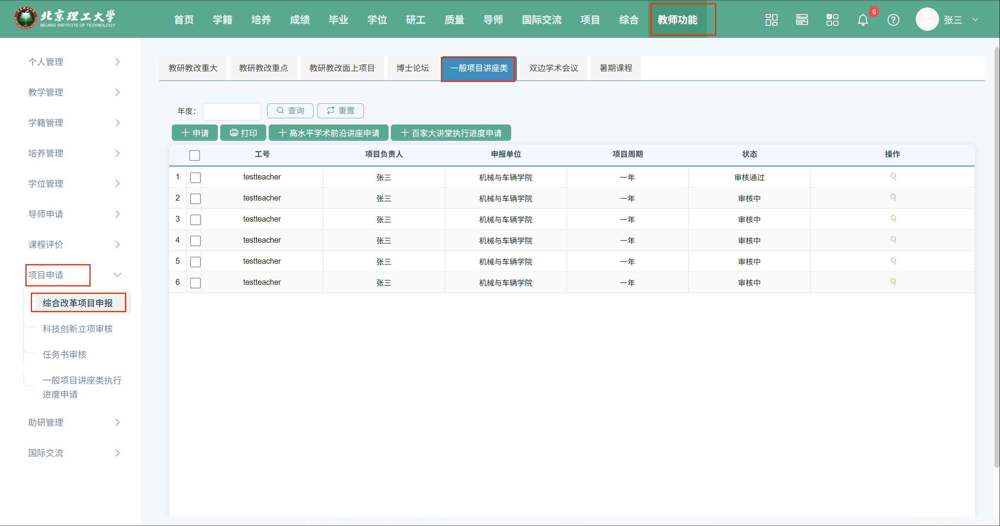 北京理工大学
BEIJING INSTITUTE OF TECHNOLOGY
首页 学籍 培养 成绩 毕业 学位 研工 质量 导师 国际交流 项目 综合 教师功能 6 张三
个人管理
教学管理
学籍管理
培养管理
学位管理
导师申请
课程评价
项目申请
综合改革项目申报
科技创新立项审核
任务书审核
一般项目讲座类执行
进度申请
助研管理
国际交流
教研教改重大 教研教改重点 教研教改面上项目 博士论坛 一般项目讲座类 双边学术会议 暑期课程
年度： 查询 重置
申请 打印 高水平学术前沿讲座申请 百家大讲堂执行进度申请
工号 项目负责人 申报单位 项目周期 状态 操作
1 testteacher 张三 机械与车辆学院 一年 审核通过
2 testteacher 张三 机械与车辆学院 一年 审核中
3 testteacher 张三 机械与车辆学院 一年 审核中
4 testteacher 张三 机械与车辆学院 一年 审核中
5 testteacher 张三 机械与车辆学院 一年 审核中
6 testteacher 张三 机械与车辆学院 一年 审核中